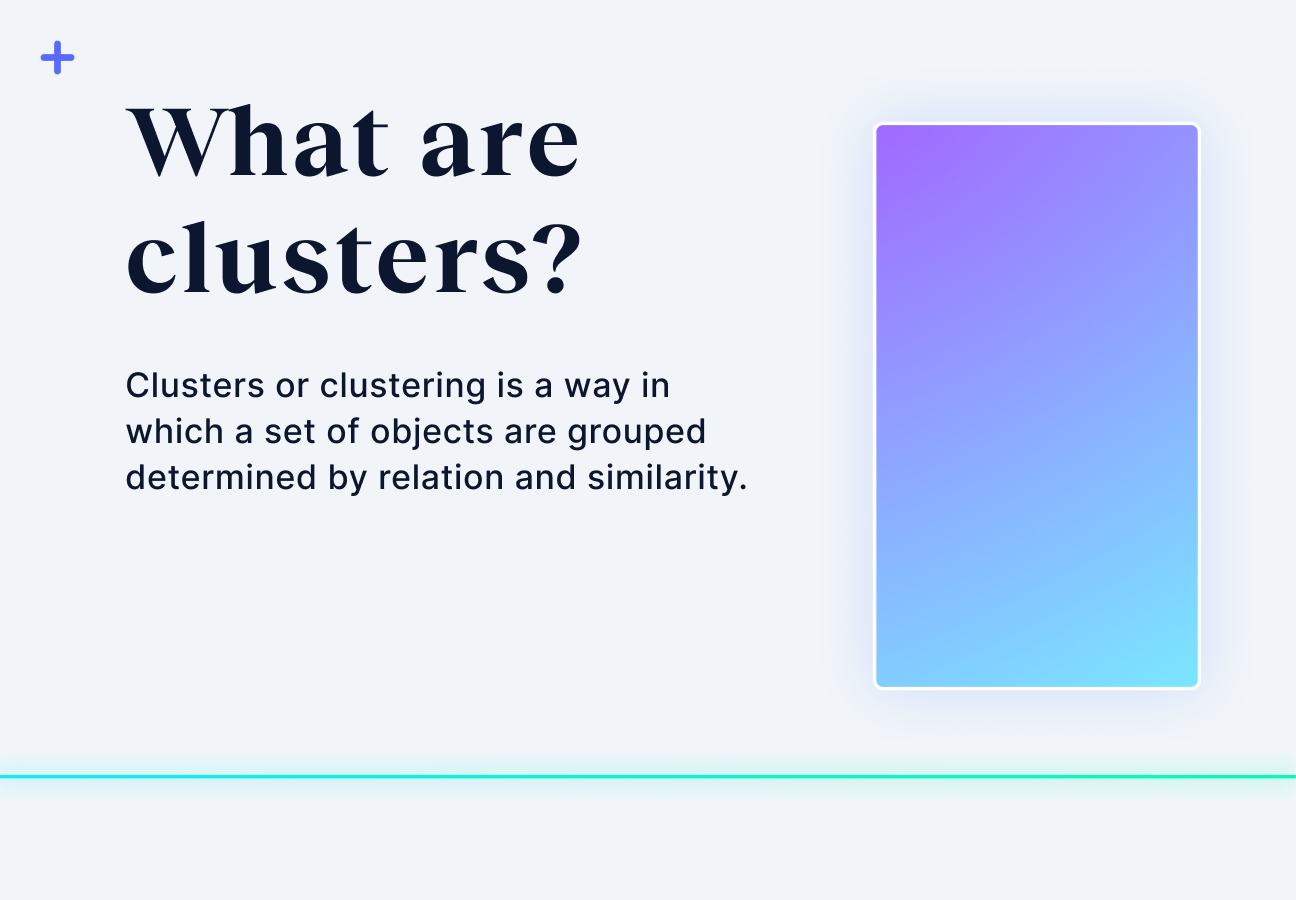 What are
clusters?
Clusters or clustering is a way in
which a set of objects are grouped
determined by relation and similarity.